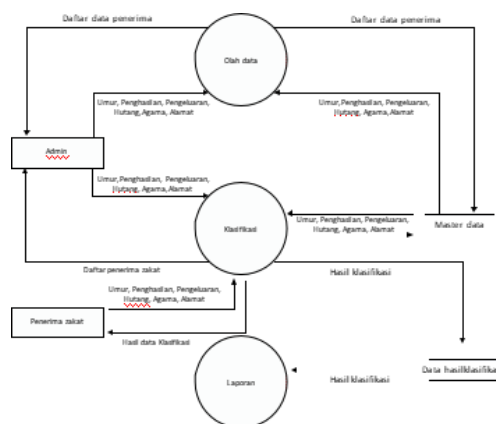 Daftar data penerima
Daftar data penerima
Olah data
Umur, Penghasilan, Pengeluaran,
Hutang, Agama, Alamat
Umur, Penghasilan, Pengeluaran,
Hutang, Agama, Alamat
Admin
Umur, Penghasilan, Pengeluaran,
Hutang, Agama, Alamat
Klasifikasi
Umur, Penghasilan, Pengeluaran,
Hutang, Agama, Alamat
Master data
Daftar penerima zakat
Hasil klasifikasi
Umur, Penghasilan, Pengeluaran,
Hutang, Agama, Alamat
Penerima zakat
Hasil data Klasifikasi
Laporan
Hasil klasifikasi
Data hasil klasifika